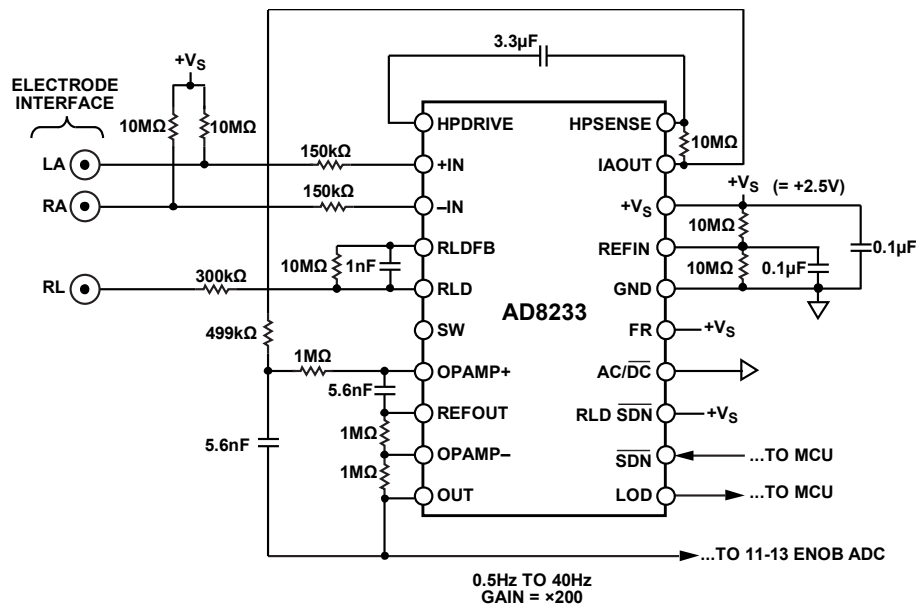 3.3µF
+VS
ELECTRODE
INTERFACE
10MΩ
10MΩ
HPDRIVE
HPSENSE
10MΩ
LA
150kΩ
+IN
IAOUT
+VS (= +2.5V)
RA
150kΩ
–IN
+VS
10MΩ
RLDFB
REFIN
0.1µF
10MΩ
1nF
10MΩ
0.1µF
RL
300kΩ
RLD
GND
AD8233
499kΩ
SW
FR
+VS
1MΩ
OPAMP+
AC/DC
5.6nF
REFOUT
RLD SDN
+VS
5.6nF
1MΩ
OPAMP–
SDN
...TO MCU
1MΩ
OUT
LOD
...TO MCU
...TO 11-13 ENOB ADC
0.5Hz TO 40Hz
GAIN = ×200